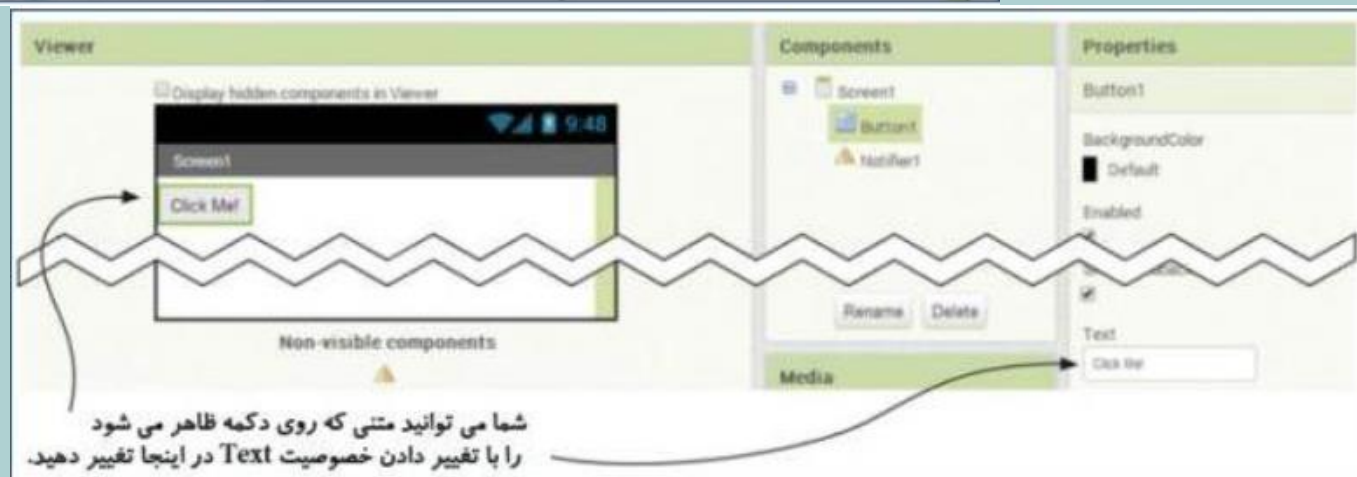 Viewer
Display hidden components in Viewer
9:48
Screen1
Click Me!
Non-visible components
Components
Screen1
Button1
Notifier1
Rename Delete
Media
Properties
Button1
BackgroundColor
Default
Enabled
Text
Click Me!
شما می توانید متنی که روی دکمه ظاهر می شود
را با تغییر دادن خصوصیت Text در اینجا تغییر دهید.